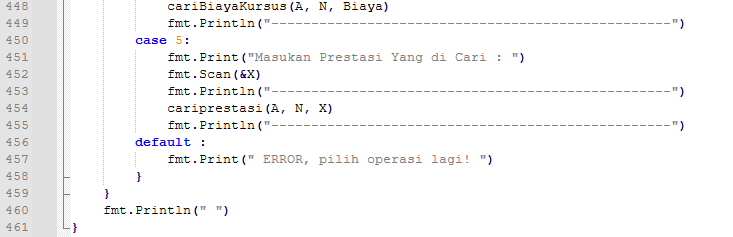 448 cariBiayaKursus(A, N, Biaya)
449 fmt.Println("--------------------------------------------------")
450 case 5:
451 fmt.Print("Masukan Prestasi Yang di Cari : ")
452 fmt.Scan(&X)
453 fmt.Println("--------------------------------------------------")
454 cariprestasi(A, N, X)
455 fmt.Println("--------------------------------------------------")
456 default :
457 fmt.Print(" ERROR, pilih operasi lagi! ")
458 }
459 }
460 fmt.Println(" ")
461 }